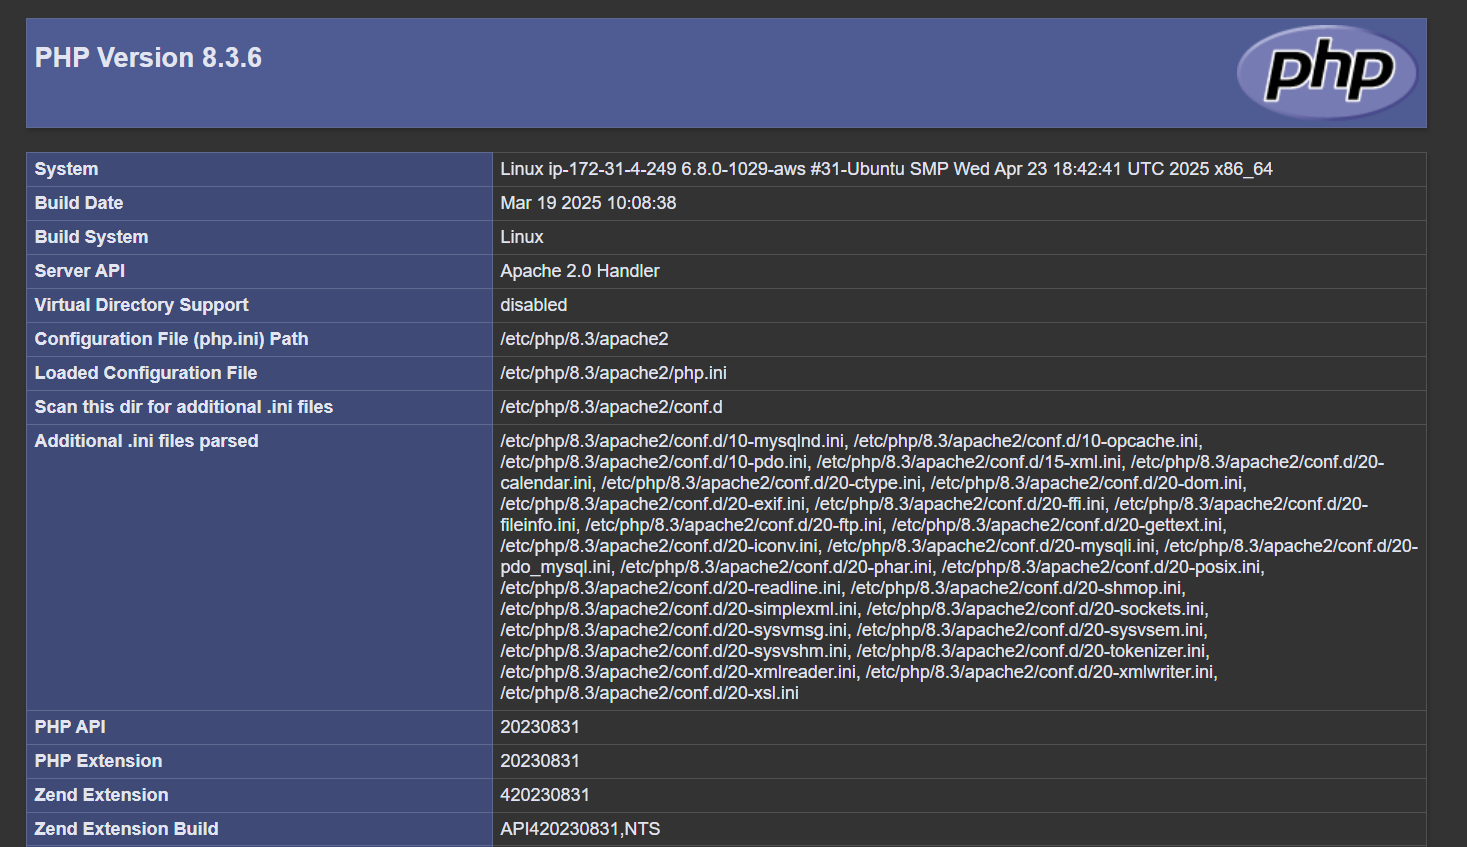 PHP Version 8.3.6
php
System Linux ip-172-31-4-249 6.8.0-1029-aws #31-Ubuntu SMP Wed Apr 23 18:42:41 UTC 2025 x86_64
Build Date Mar 19 2025 10:08:38
Build System Linux
Server API Apache 2.0 Handler
Virtual Directory Support disabled
Configuration File (php.ini) Path /etc/php/8.3/apache2
Loaded Configuration File /etc/php/8.3/apache2/php.ini
Scan this dir for additional .ini files /etc/php/8.3/apache2/conf.d
Additional .ini files parsed /etc/php/8.3/apache2/conf.d/10-mysqlnd.ini, /etc/php/8.3/apache2/conf.d/10-opcache.ini,
/etc/php/8.3/apache2/conf.d/10-pdo.ini, /etc/php/8.3/apache2/conf.d/15-xml.ini, /etc/php/8.3/apache2/conf.d/20-
calendar.ini, /etc/php/8.3/apache2/conf.d/20-ctype.ini, /etc/php/8.3/apache2/conf.d/20-dom.ini,
/etc/php/8.3/apache2/conf.d/20-exif.ini, /etc/php/8.3/apache2/conf.d/20-ffi.ini, /etc/php/8.3/apache2/conf.d/20-
fileinfo.ini, /etc/php/8.3/apache2/conf.d/20-ftp.ini, /etc/php/8.3/apache2/conf.d/20-gettext.ini,
/etc/php/8.3/apache2/conf.d/20-iconv.ini, /etc/php/8.3/apache2/conf.d/20-mysqli.ini, /etc/php/8.3/apache2/conf.d/20-
pdo_mysql.ini, /etc/php/8.3/apache2/conf.d/20-phar.ini, /etc/php/8.3/apache2/conf.d/20-posix.ini,
/etc/php/8.3/apache2/conf.d/20-readline.ini, /etc/php/8.3/apache2/conf.d/20-shmop.ini,
/etc/php/8.3/apache2/conf.d/20-simplexml.ini, /etc/php/8.3/apache2/conf.d/20-sockets.ini,
/etc/php/8.3/apache2/conf.d/20-sysvmsg.ini, /etc/php/8.3/apache2/conf.d/20-sysvsem.ini,
/etc/php/8.3/apache2/conf.d/20-sysvshm.ini, /etc/php/8.3/apache2/conf.d/20-tokenizer.ini,
/etc/php/8.3/apache2/conf.d/20-xmlreader.ini, /etc/php/8.3/apache2/conf.d/20-xmlwriter.ini,
/etc/php/8.3/apache2/conf.d/20-xsl.ini
PHP API 20230831
PHP Extension 20230831
Zend Extension 420230831
Zend Extension Build API420230831,NTS